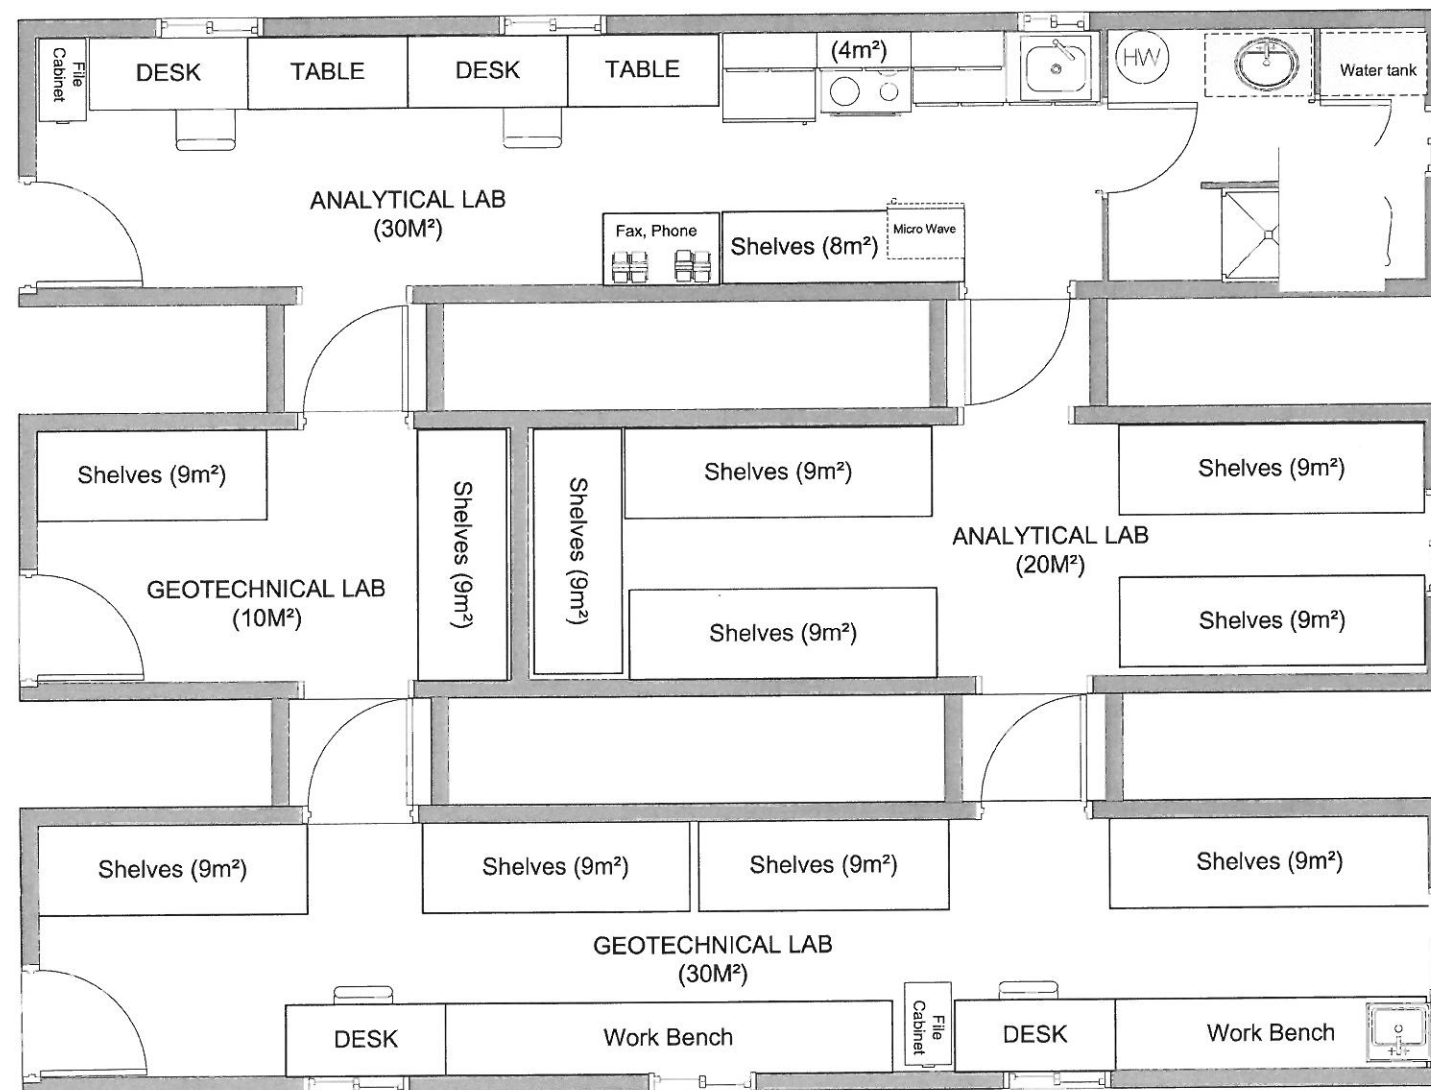 File
Cabinet
DESK
TABLE
DESK
TABLE
(4m²)
HW
Water tank
ANALYTICAL LAB
(30M²)
Fax, Phone
Shelves (8m²)
Micro Wave
Shelves (9m²)
Shelves (9m²)
Shelves (9m²)
Shelves (9m²)
Shelves (9m²)
ANALYTICAL LAB
(20M²)
GEOTECHNICAL LAB
(10M²)
Shelves (9m²)
Shelves (9m²)
Shelves (9m²)
Shelves (9m²)
Shelves (9m²)
Shelves (9m²)
GEOTECHNICAL LAB
(30M²)
DESK
Work Bench
File
Cabinet
DESK
Work Bench